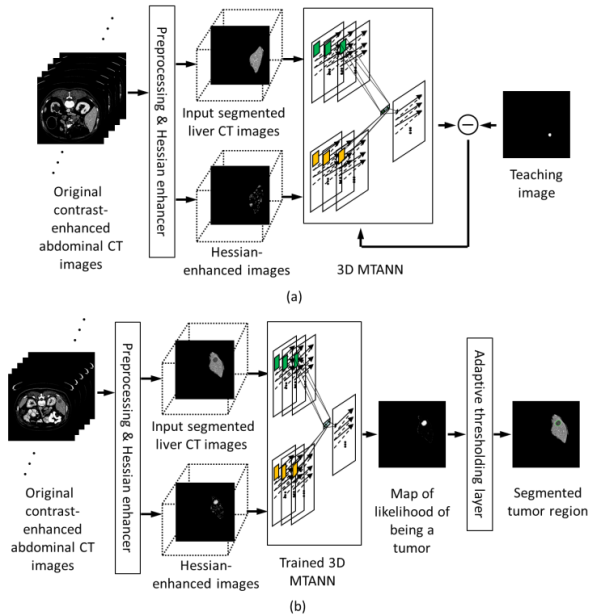 Preprocessing & Hessian enhancer
Input segmented
liver CT images
Original
contrast-
enhanced
abdominal CT
images
Hessian-
enhanced images
3D MTANN
Teaching
image
(a)
Preprocessing & Hessian enhancer
Input segmented
liver CT images
Original
contrast-
enhanced
abdominal CT
images
Hessian-
enhanced images
Trained 3D
MTANN
Map of
likelihood of
being a
tumor
Adaptive thresholding
layer
Segmented
tumor region
(b)